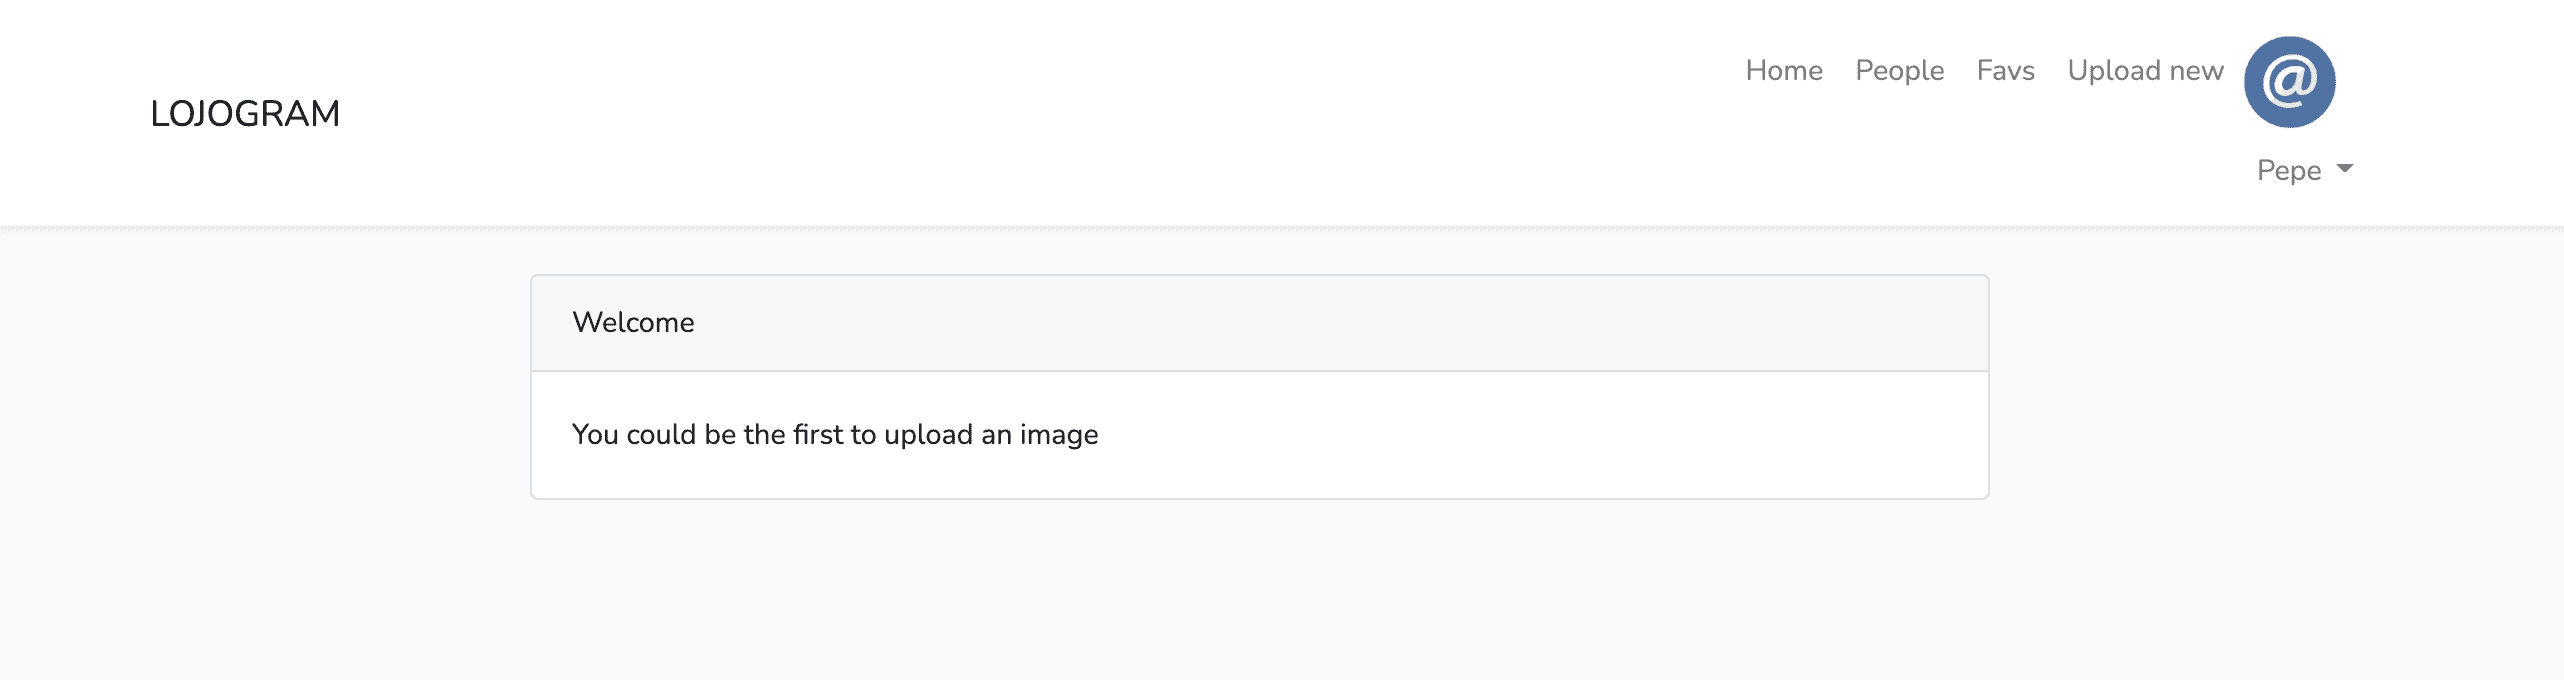 LOJOGRAM
Home People Favs Upload new
@
Pepe
Welcome
You could be the first to upload an image